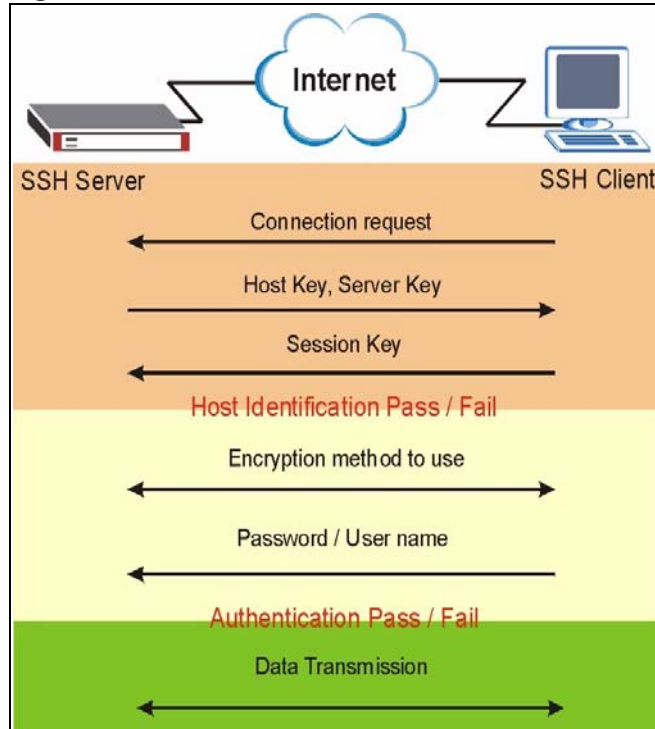 Internet
SSH Server
SSH Client
Connection request
Host Key, Server Key
Session Key
Host Identification Pass / Fail
Encryption method to use
Password / User name
Authentication Pass / Fail
Data Transmission